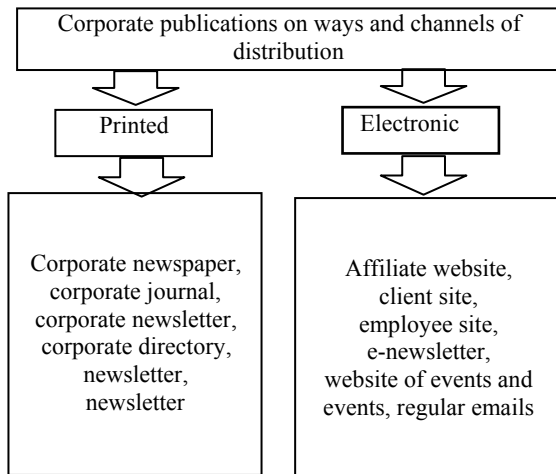 Corporate publications on ways and channels of
distribution
Printed
Electronic
Corporate newspaper,
corporate journal,
corporate newsletter,
corporate directory,
newsletter,
newsletter
Affiliate website,
client site,
employee site,
e-newsletter,
website of events and
events, regular emails